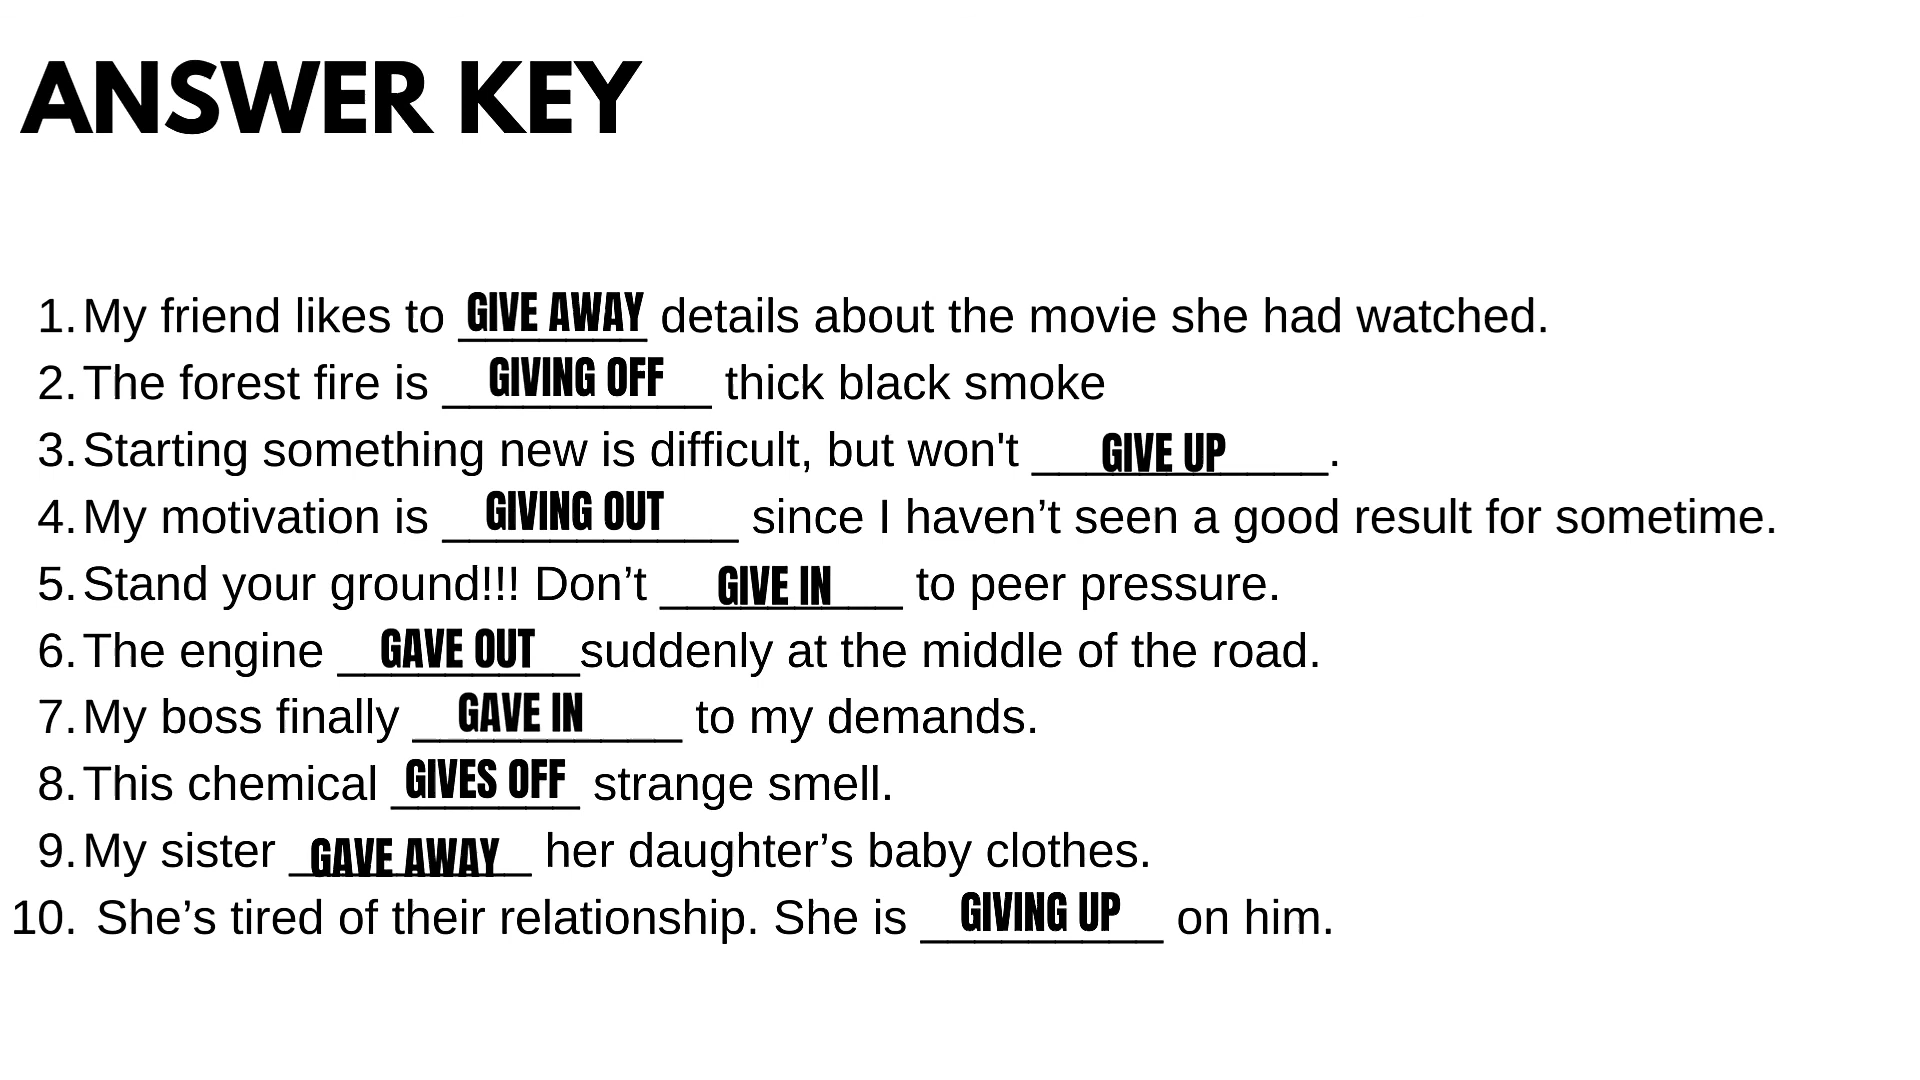 ANSWER KEY
1. My friend likes to GIVE AWAY details about the movie she had watched.
2. The forest fire is GIVING OFF thick black smoke
3. Starting something new is difficult, but won't GIVE UP.
4. My motivation is GIVING OUT since I haven’t seen a good result for sometime.
5. Stand your ground!!! Don’t GIVE IN to peer pressure.
6. The engine GAVE OUT suddenly at the middle of the road.
7. My boss finally GAVE IN to my demands.
8. This chemical GIVES OFF strange smell.
9. My sister GAVE AWAY her daughter’s baby clothes.
10. She’s tired of their relationship. She is GIVING UP on him.